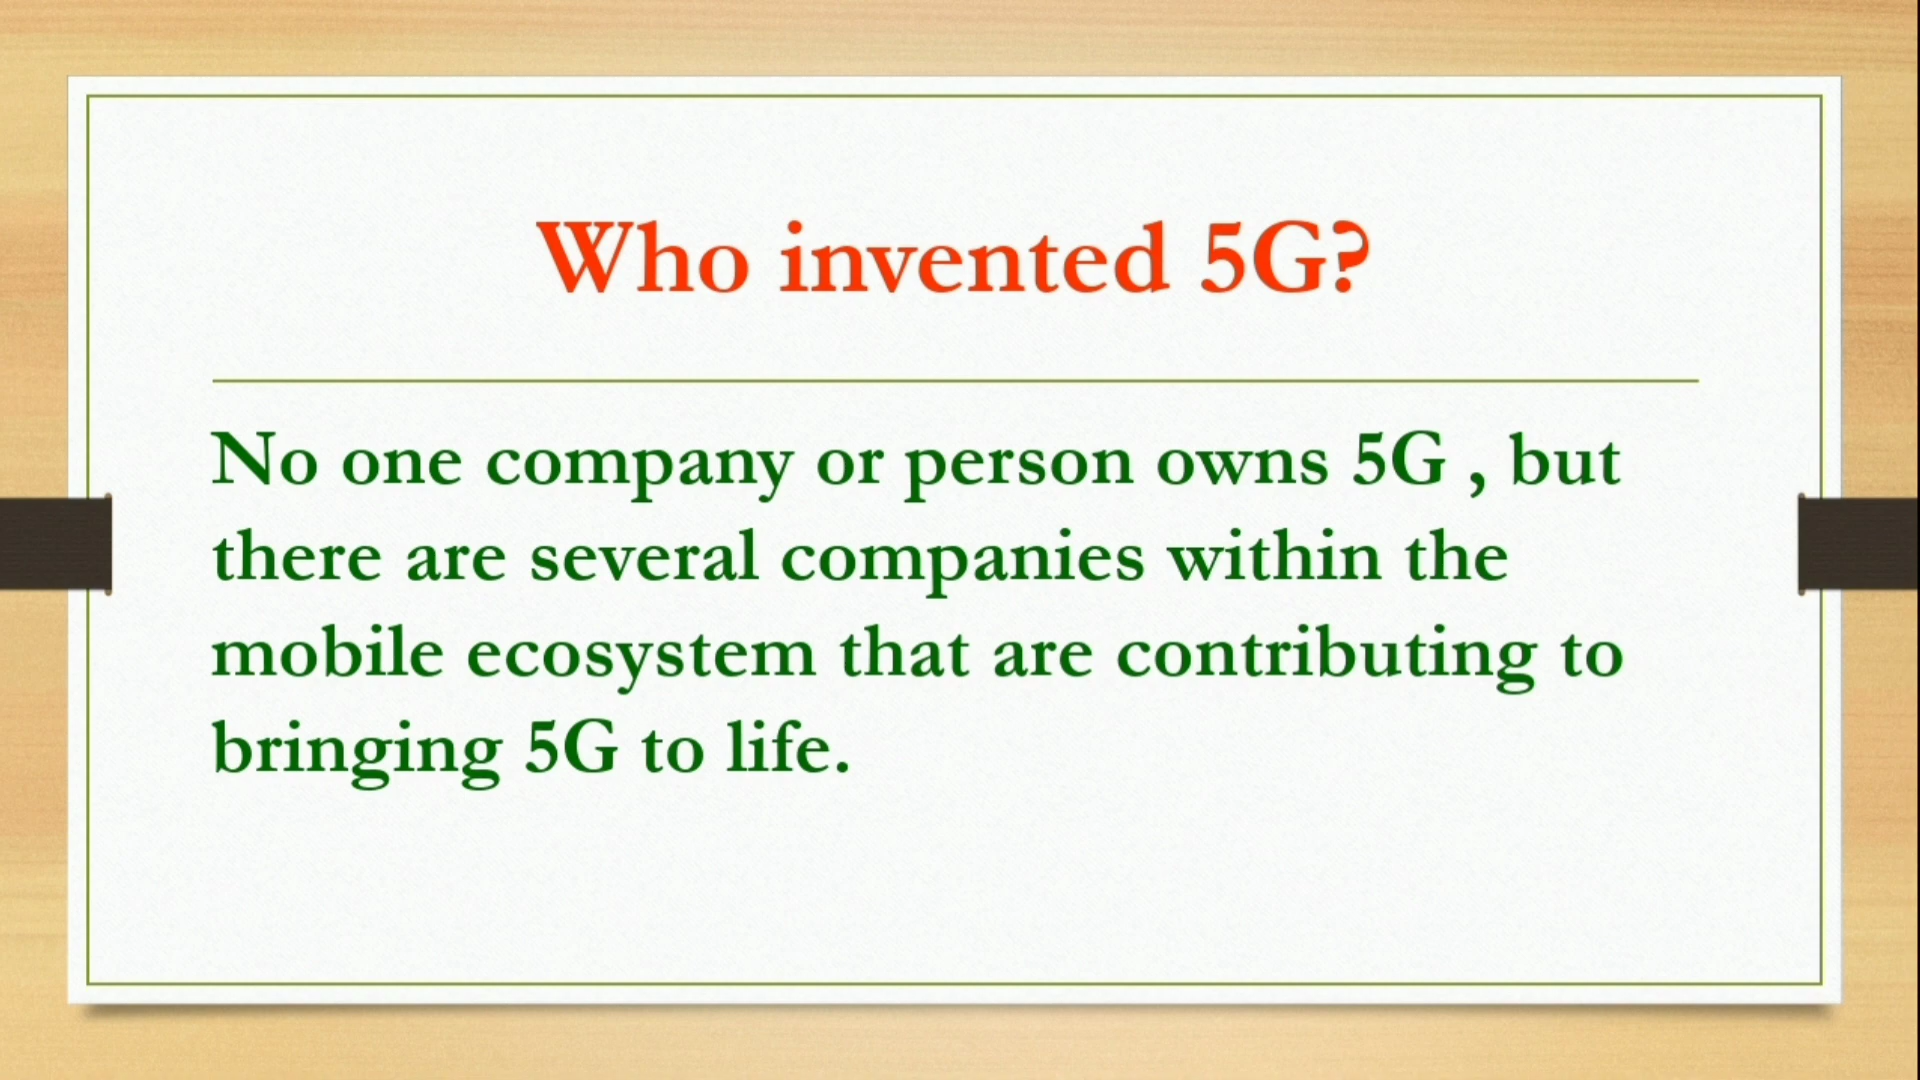 Who invented 5G?
No one company or person owns 5G , but
there are several companies within the
mobile ecosystem that are contributing to
bringing 5G to life.